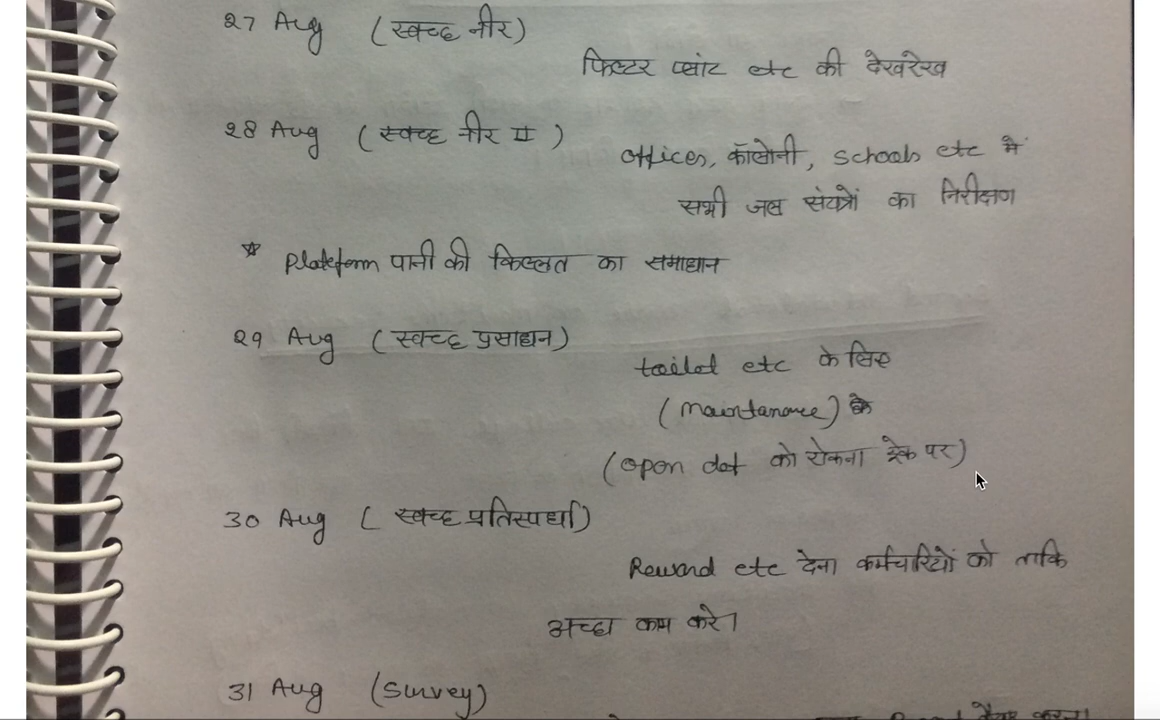 27 Aug (स्वच्छ नीर)
फिल्टर प्लांट etc की देखरेख
28 Aug (स्वच्छ नीर II)
offices, कॉलोनी, schools etc में
सभी जल संयंत्रों का निरीक्षण
* Plateform पानी की किल्लत का समाधान
29 Aug (स्वच्छ प्रसाधन)
toilet etc के लिए
(maintanance)
(open def को रोकना ट्रेक पर)
30 Aug (स्वच्छ प्रतिस्पर्धा)
Reward etc देना कर्मचारियों को ताकि
अच्छा काम करे।
31 Aug (survey)